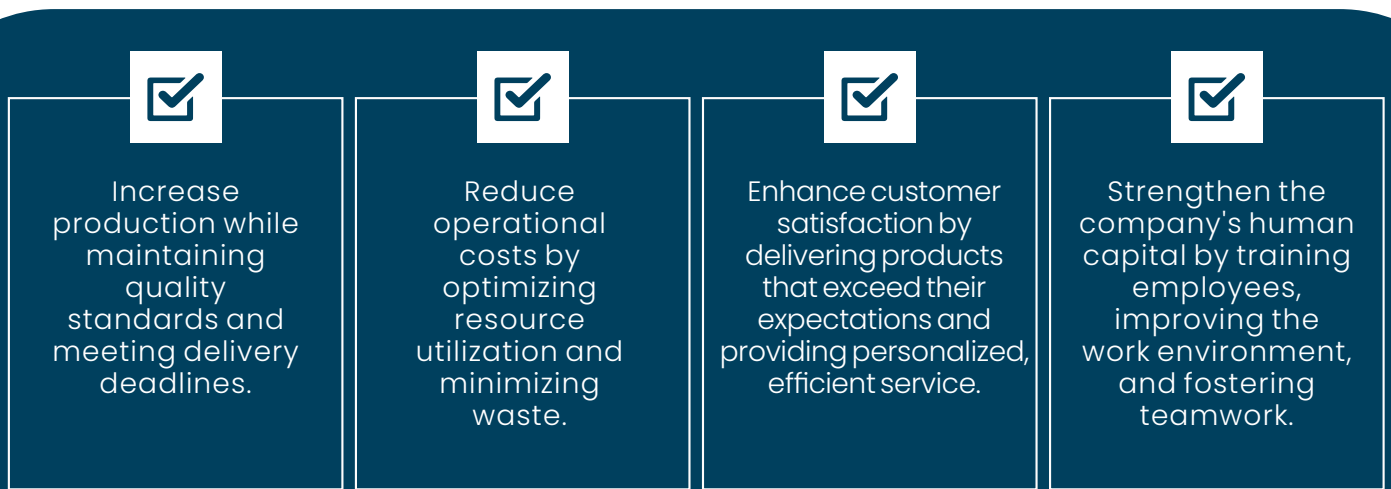 Increase
production while
maintaining
quality
standards and
meeting delivery
deadlines.
Reduce
operational
costs by
optimizing
resource
utilization and
minimizing
waste.
Enhance customer
satisfaction by
delivering products
that exceed their
expectations and
providing personalized,
efficient service.
Strengthen the
company's human
capital by training
employees,
improving the
work environment,
and fostering
teamwork.